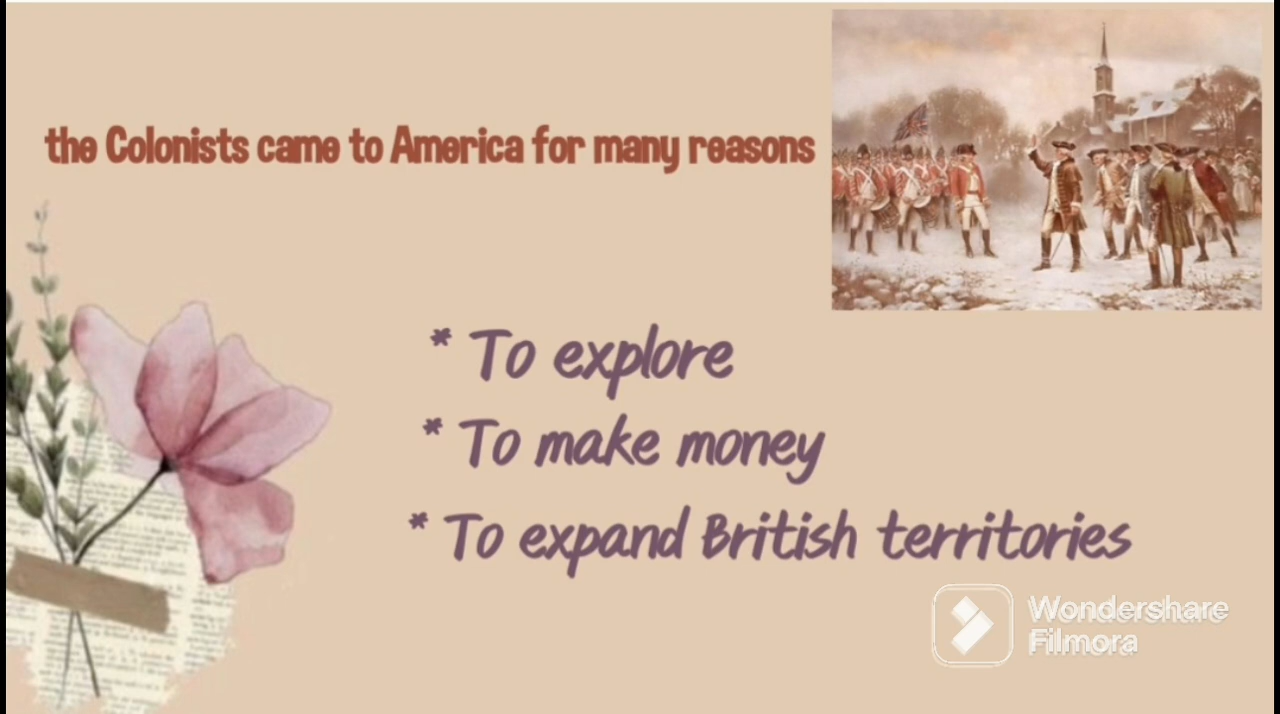 the Colonists came to America for many reasons
* To explore
* To make money
* To expand British territories
Wondershare
Filmora